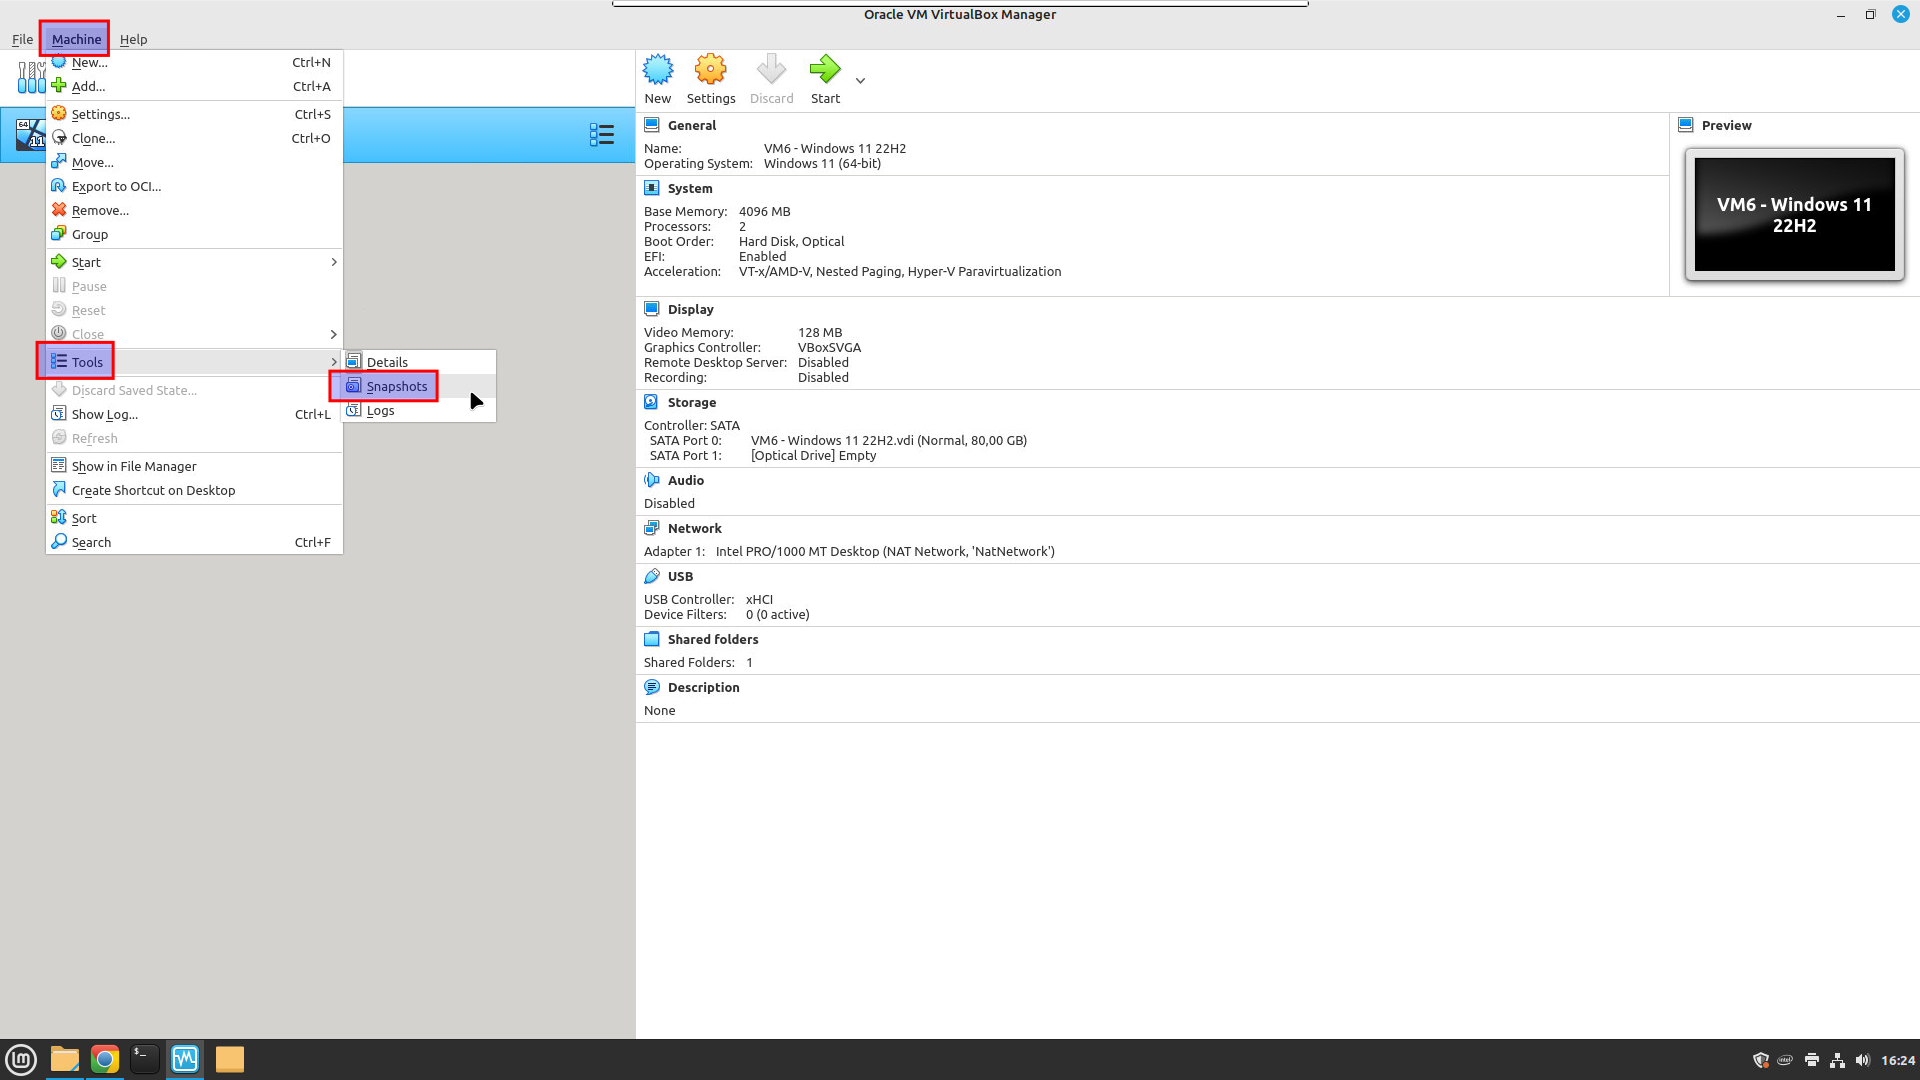 Oracle VM VirtualBox Manager
File Machine Help
New... Ctrl+N
Add... Ctrl+A
Settings... Ctrl+S
Clone... Ctrl+O
Move...
Export to OCI...
Remove...
Group
Start
Pause
Reset
Close
Tools
Discard Saved State...
Show Log... Ctrl+L
Refresh
Show in File Manager
Create Shortcut on Desktop
Sort
Search Ctrl+F
Details
Snapshots
Logs
64
11
New Settings Discard Start
General
Name: VM6 - Windows 11 22H2
Operating System: Windows 11 (64-bit)
System
Base Memory: 4096 MB
Processors: 2
Boot Order: Hard Disk, Optical
EFI: Enabled
Acceleration: VT-x/AMD-V, Nested Paging, Hyper-V Paravirtualization
Preview
VM6 - Windows 11
22H2
Display
Video Memory: 128 MB
Graphics Controller: VBoxSVGA
Remote Desktop Server: Disabled
Recording: Disabled
Storage
Controller: SATA
SATA Port 0: VM6 - Windows 11 22H2.vdi (Normal, 80,00 GB)
SATA Port 1: [Optical Drive] Empty
Audio
Disabled
Network
Adapter 1: Intel PRO/1000 MT Desktop (NAT Network, 'NatNetwork')
USB
USB Controller: xHCI
Device Filters: 0 (0 active)
Shared folders
Shared Folders: 1
Description
None
16:24